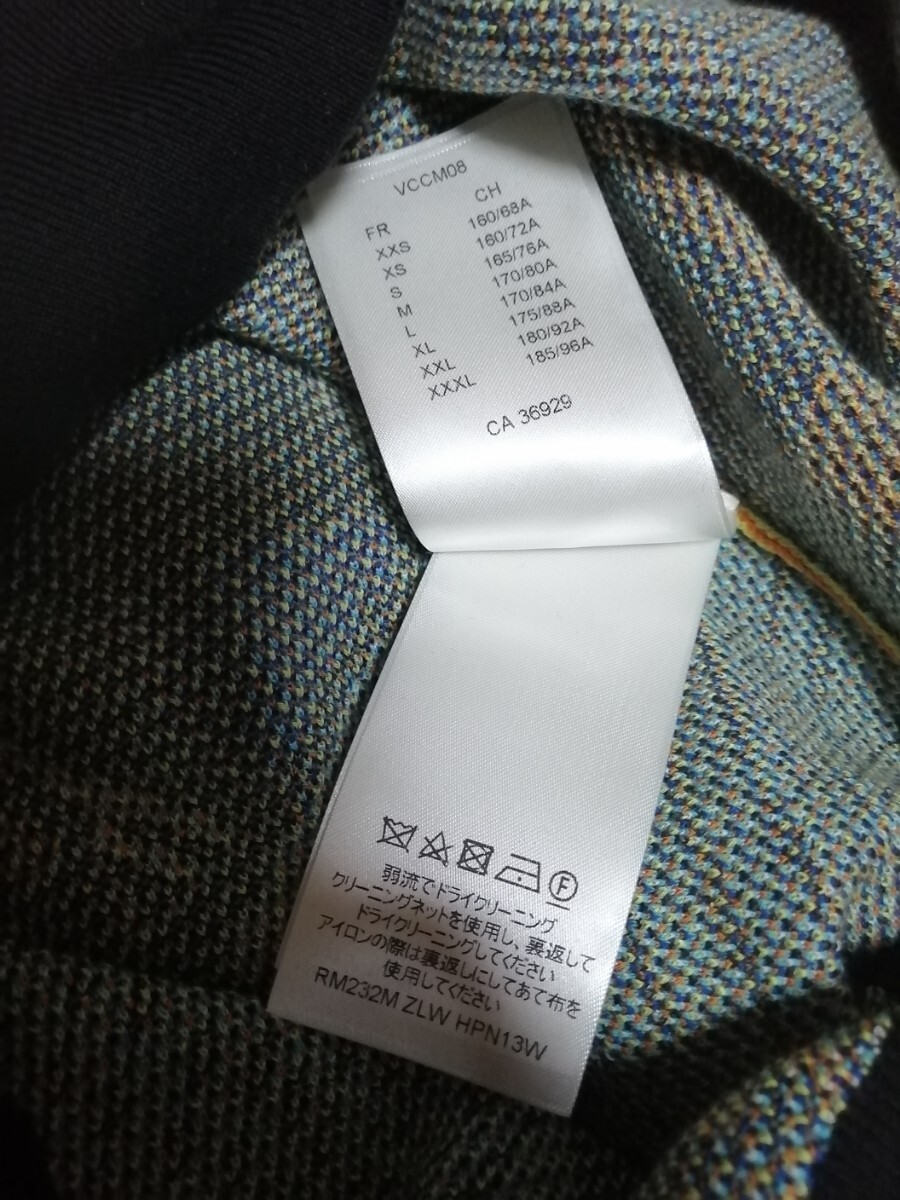 VCCM08
FR CH
XXS 160/68A
XS 160/72A
S 165/76A
M 170/80A
L 170/84A
XL 175/88A
XXL 180/92A
XXXL 185/96A
CA 36929
F
弱流でドライクリーニング
クリーニングネットを使用し、裏返して
ドライクリーニングしてください
アイロンの際は裏返しにしてあて布を
使用してください
RM232M ZLW HPN13W